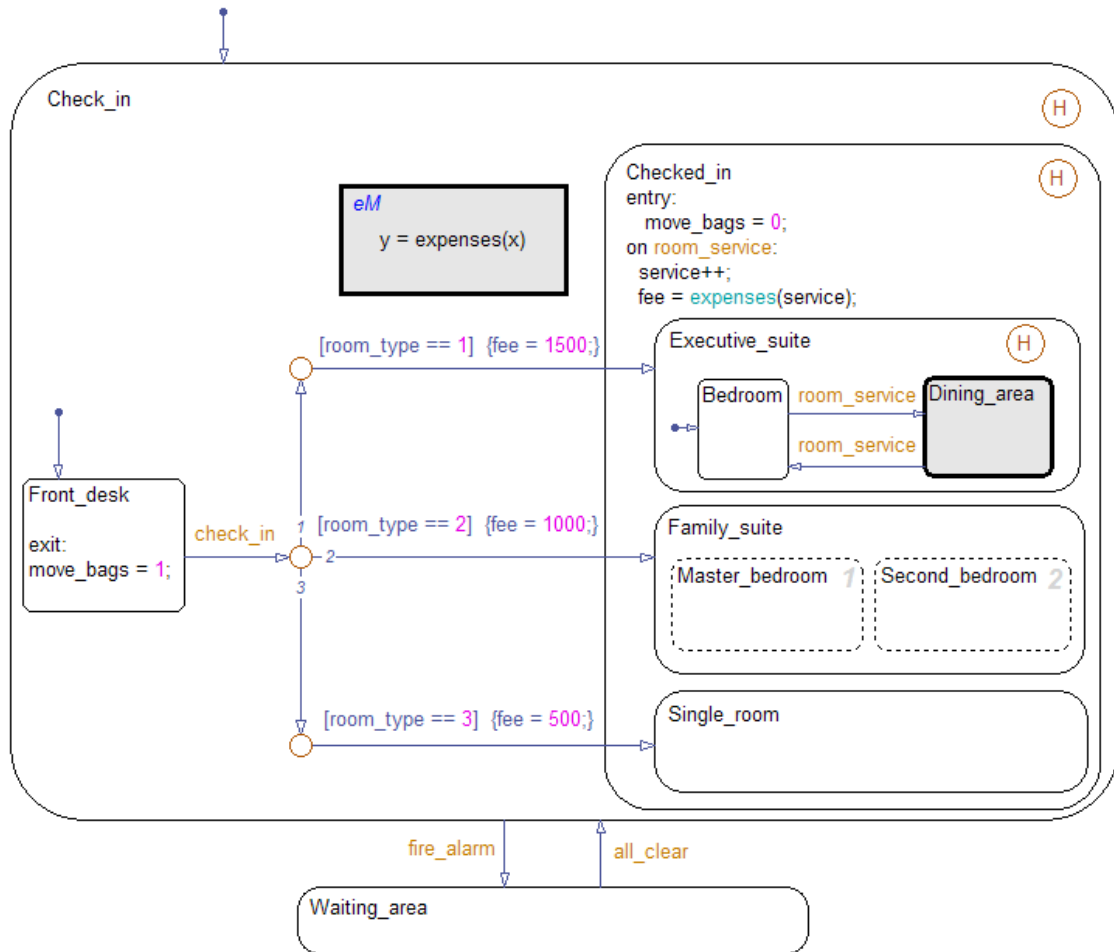 Check_in
H
Checked_in
H
entry:
move_bags = 0;
on room_service:
service++;
fee = expenses(service);
eM
y = expenses(x)
[room_type == 1] {fee = 1500;}
Executive_suite
H
Bedroom
room_service
Dining_area
room_service
Front_desk
exit:
move_bags = 1;
check_in
1
2
3
[room_type == 2] {fee = 1000;}
Family_suite
Master_bedroom 1
Second_bedroom 2
[room_type == 3] {fee = 500;}
Single_room
fire_alarm
all_clear
Waiting_area